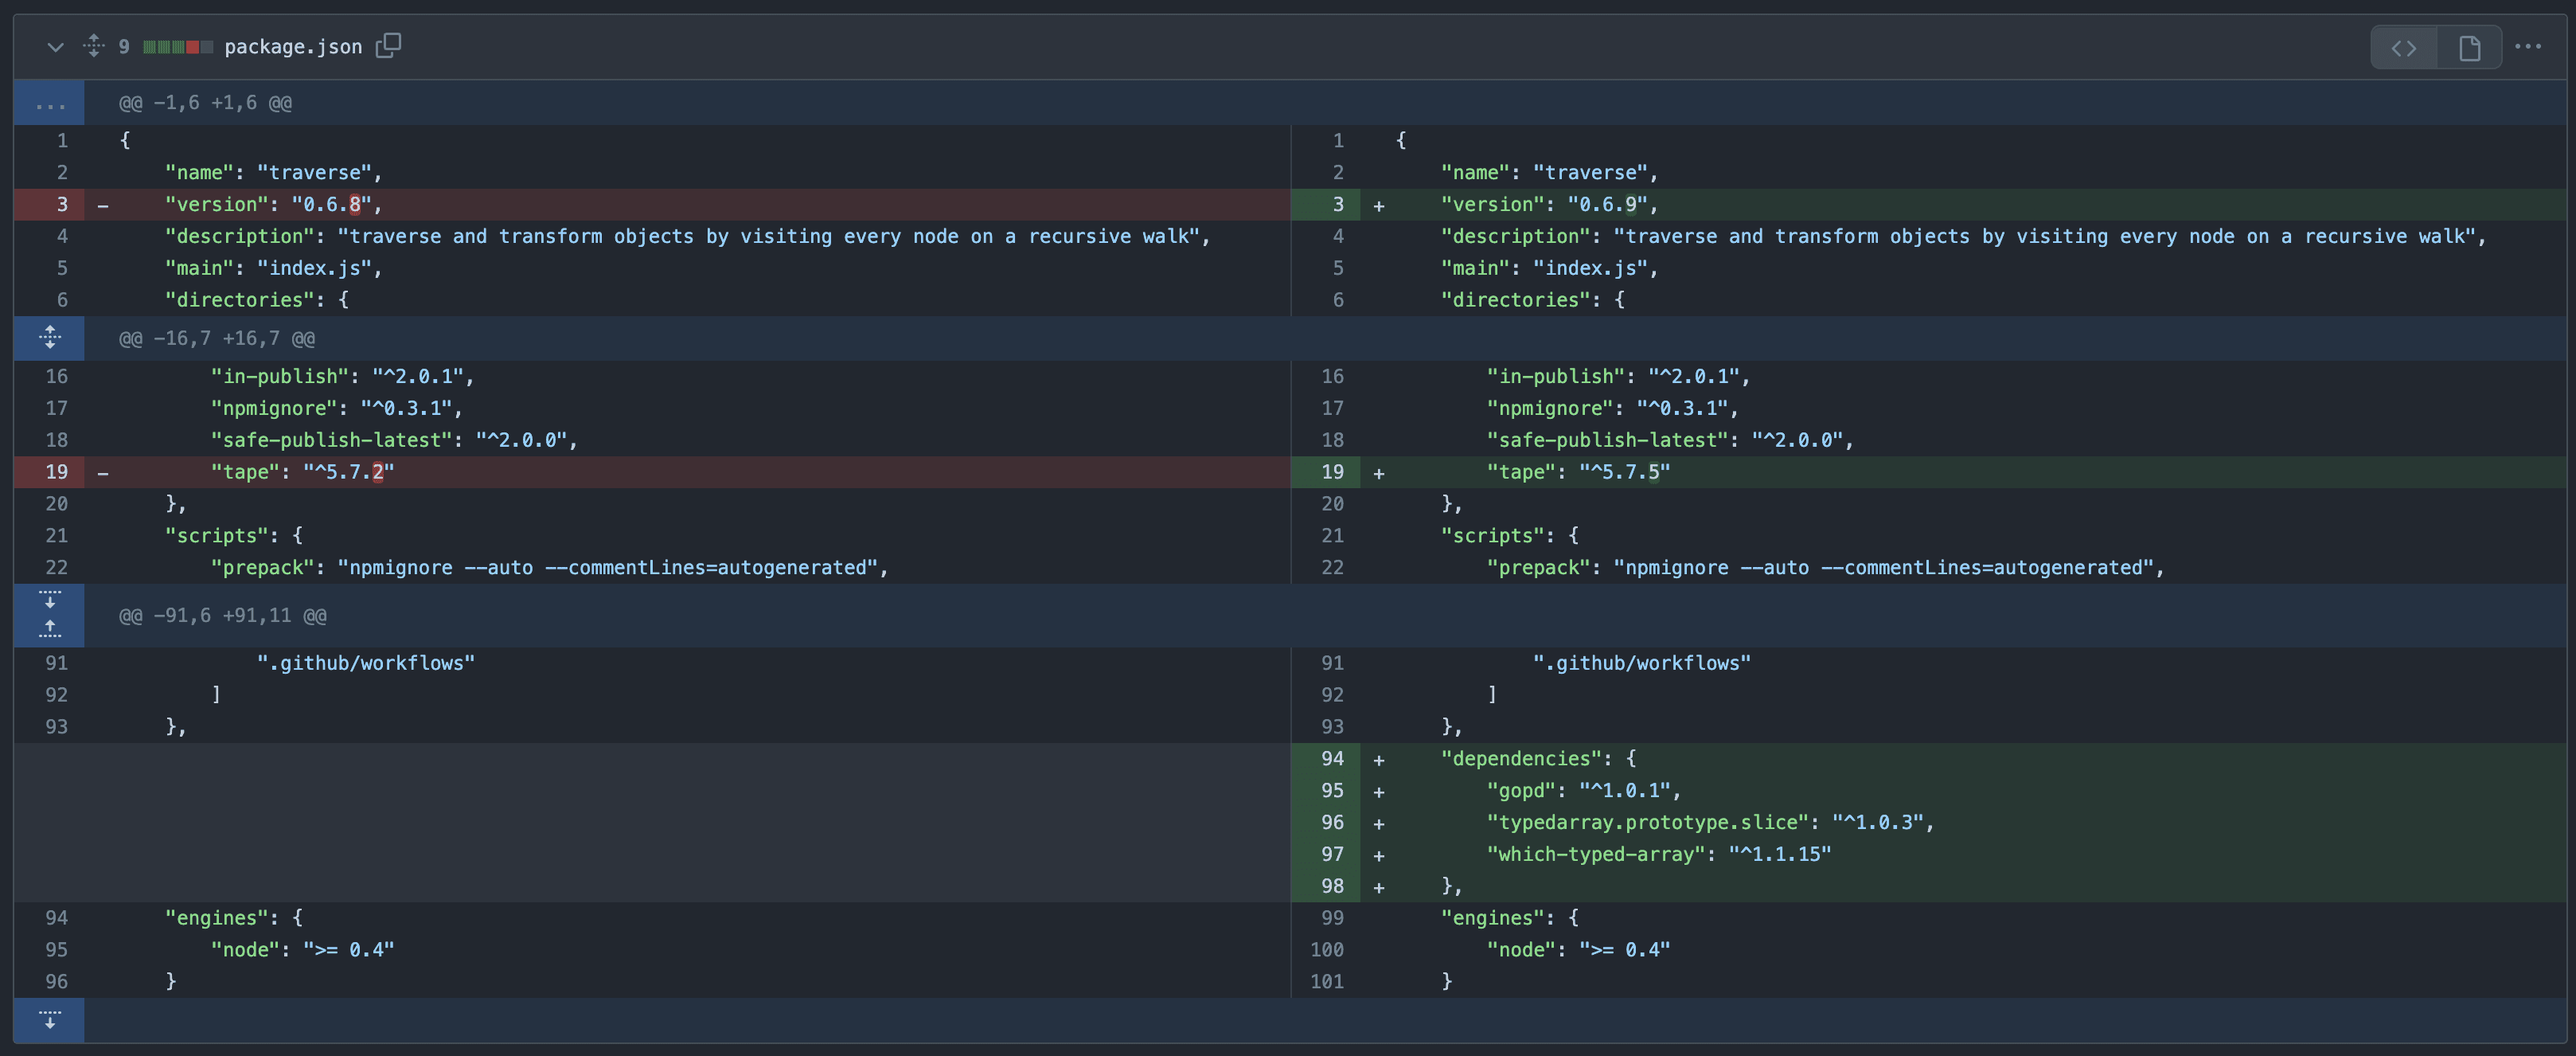 9 package.json
... @@ -1,6 +1,6 @@
1 {
2 "name": "traverse",
3 - "version": "0.6.8",
4 "description": "traverse and transform objects by visiting every node on a recursive walk",
5 "main": "index.js",
6 "directories": {
1 {
2 "name": "traverse",
3 + "version": "0.6.9",
4 "description": "traverse and transform objects by visiting every node on a recursive walk",
5 "main": "index.js",
6 "directories": {
@@ -16,7 +16,7 @@
16 "in-publish": "^2.0.1",
17 "npmignore": "^0.3.1",
18 "safe-publish-latest": "^2.0.0",
19 - "tape": "^5.7.2"
20 },
21 "scripts": {
22 "prepack": "npmignore --auto --commentLines=autogenerated",
16 "in-publish": "^2.0.1",
17 "npmignore": "^0.3.1",
18 "safe-publish-latest": "^2.0.0",
19 + "tape": "^5.7.5"
20 },
21 "scripts": {
22 "prepack": "npmignore --auto --commentLines=autogenerated",
@@ -91,6 +91,11 @@
91 ".github/workflows"
92 ]
93 },
94 "engines": {
95 "node": ">= 0.4"
96 }
91 ".github/workflows"
92 ]
93 },
94 + "dependencies": {
95 + "gopd": "^1.0.1",
96 + "typedarray.prototype.slice": "^1.0.3",
97 + "which-typed-array": "^1.1.15"
98 + },
99 "engines": {
100 "node": ">= 0.4"
101 }